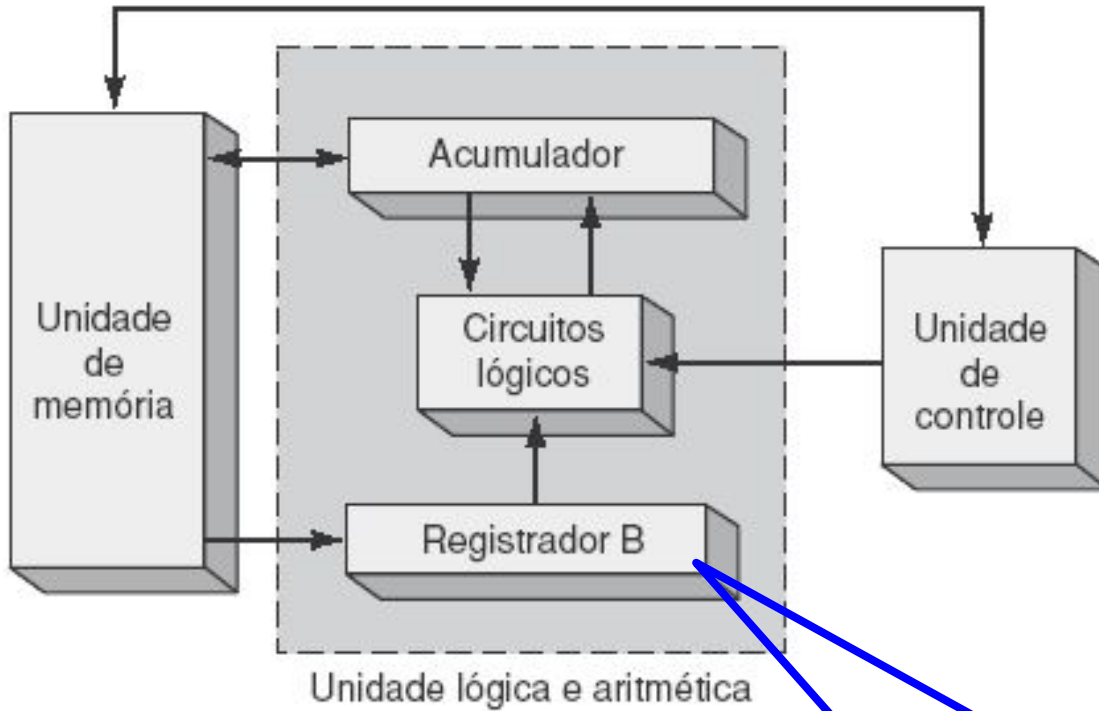 Acumulador
Unidade
de
memória
Circuitos
lógicos
Unidade
de
controle
Registrador B
Unidade lógica e aritmética